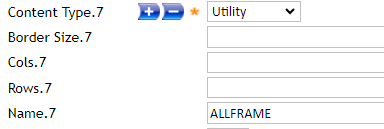 Content Type.7 Utility
Border Size.7
Cols.7
Rows.7
Name.7 ALLFRAME